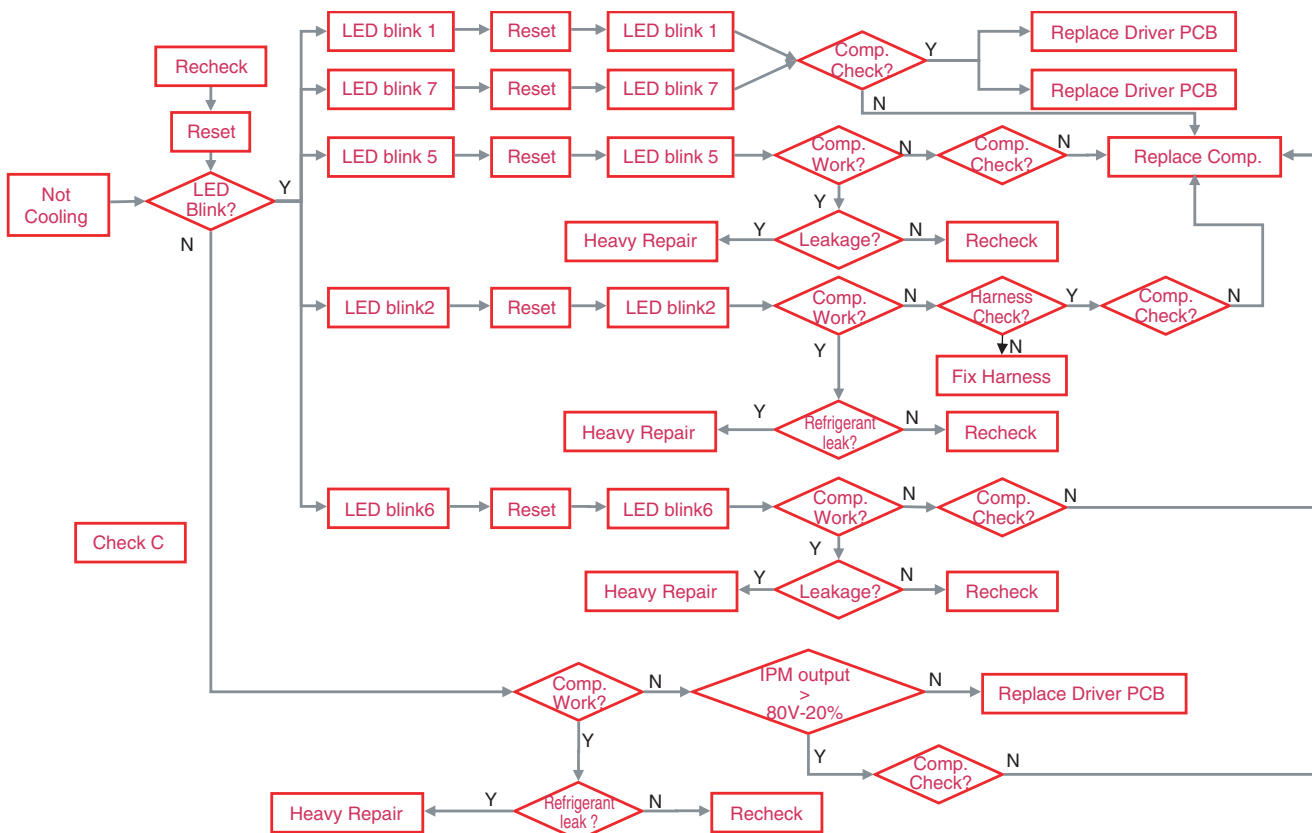 LED blink 1
Reset
LED blink 1
Comp.
Check?
Y
Replace Driver PCB
Recheck
LED blink 7
Reset
LED blink 7
Replace Driver PCB
N
Reset
LED blink 5
Reset
LED blink 5
Comp.
Work?
N
Comp.
Check?
N
Replace Comp.
Not
Cooling
LED
Blink?
Y
N
Y
Heavy Repair
Y
Leakage?
N
Recheck
LED blink2
Reset
LED blink2
Comp.
Work?
N
Harness
Check?
Y
Comp.
Check?
N
Y
N
Fix Harness
Heavy Repair
Y
Refrigerant
leak?
N
Recheck
LED blink6
Reset
LED blink6
Comp.
Work?
N
Comp.
Check?
N
Check C
Y
Heavy Repair
Y
Leakage?
N
Recheck
Comp.
Work?
N
IPM output
>
80V-20%
N
Replace Driver PCB
Y
Y
Comp.
Check?
N
Heavy Repair
Y
Refrigerant
leak ?
N
Recheck